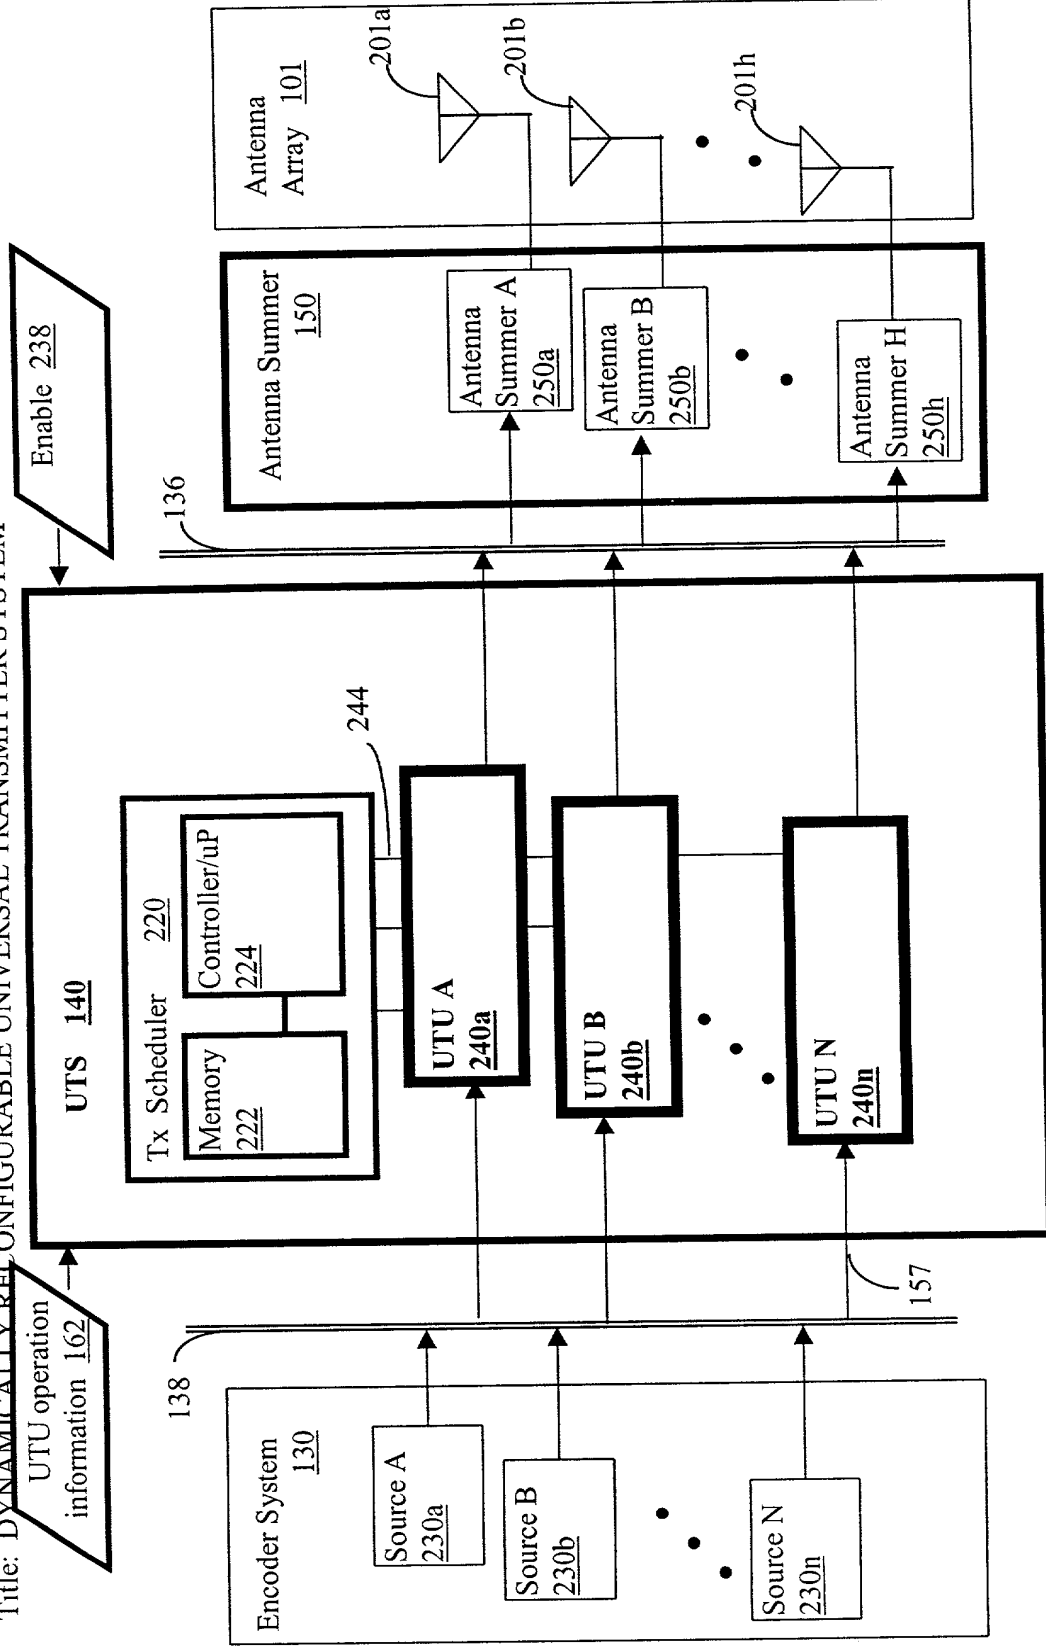 Title: DYNAMICALLY RECONFIGURABLE UNIVERSAL TRANSMITTER SYSTEM
UTU operation
information 162
Enable 238
Encoder System
130
Source A
230a
Source B
230b
Source N
230n
138
157
UTS 140
Tx Scheduler 220
Memory
222
Controller/uP
224
244
UTU A
240a
UTU B
240b
UTU N
240n
136
Antenna Summer
150
Antenna
Summer A
250a
Antenna
Summer B
250b
Antenna
Summer H
250h
Antenna
Array 101
201a
201b
201h